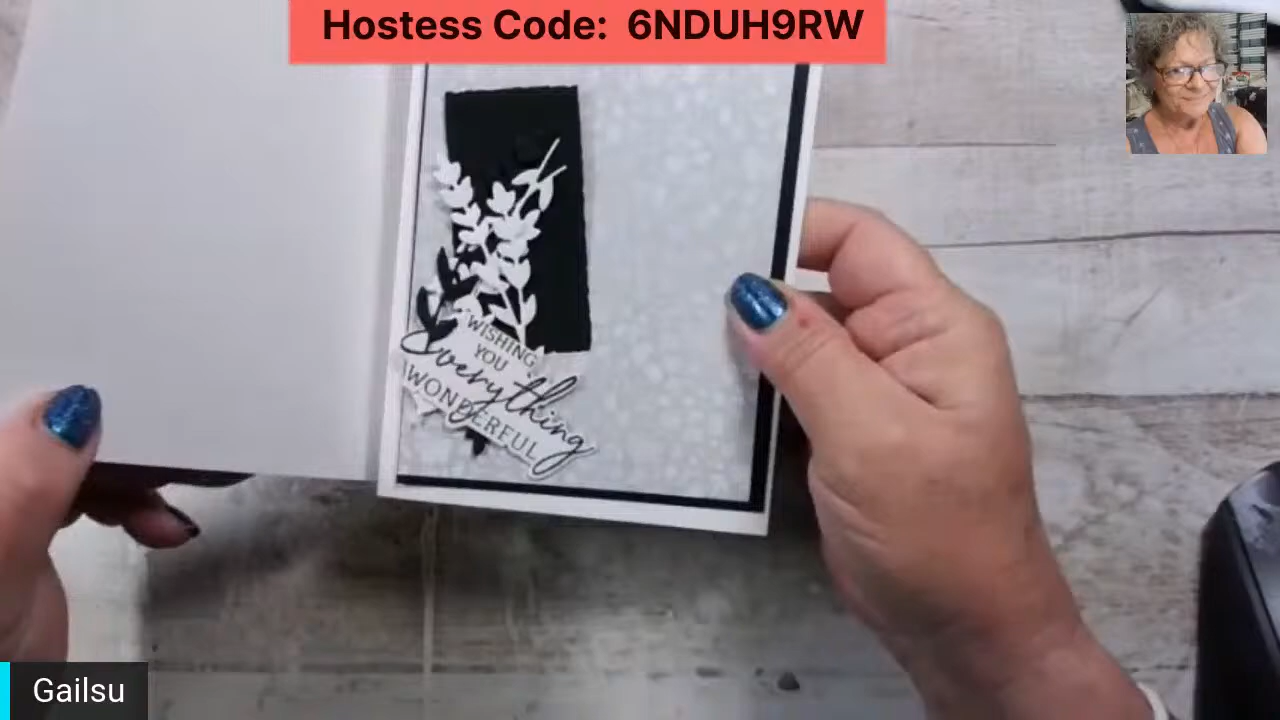 Hostess Code: 6NDUH9RW
WISHING
YOU
Everything
WONDERFUL
Gailsu